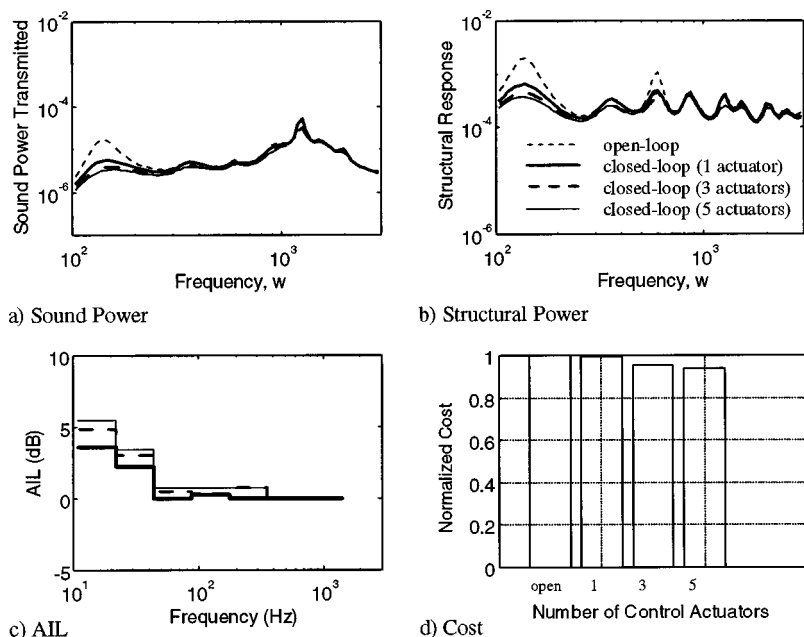 Sound Power Transmitted
10^-2
10^-4
10^-6
10^2
10^3
Frequency, w
a) Sound Power
Structural Response
10^-2
10^-4
10^-6
open-loop
closed-loop (1 actuator)
closed-loop (3 actuators)
closed-loop (5 actuators)
10^2
10^3
Frequency, w
b) Structural Power
AIL (dB)
10
5
0
-5
10^1
10^2
10^3
Frequency (Hz)
c) AIL
Normalized Cost
1
0.8
0.6
0.4
0.2
0
open 1 3 5
Number of Control Actuators
d) Cost